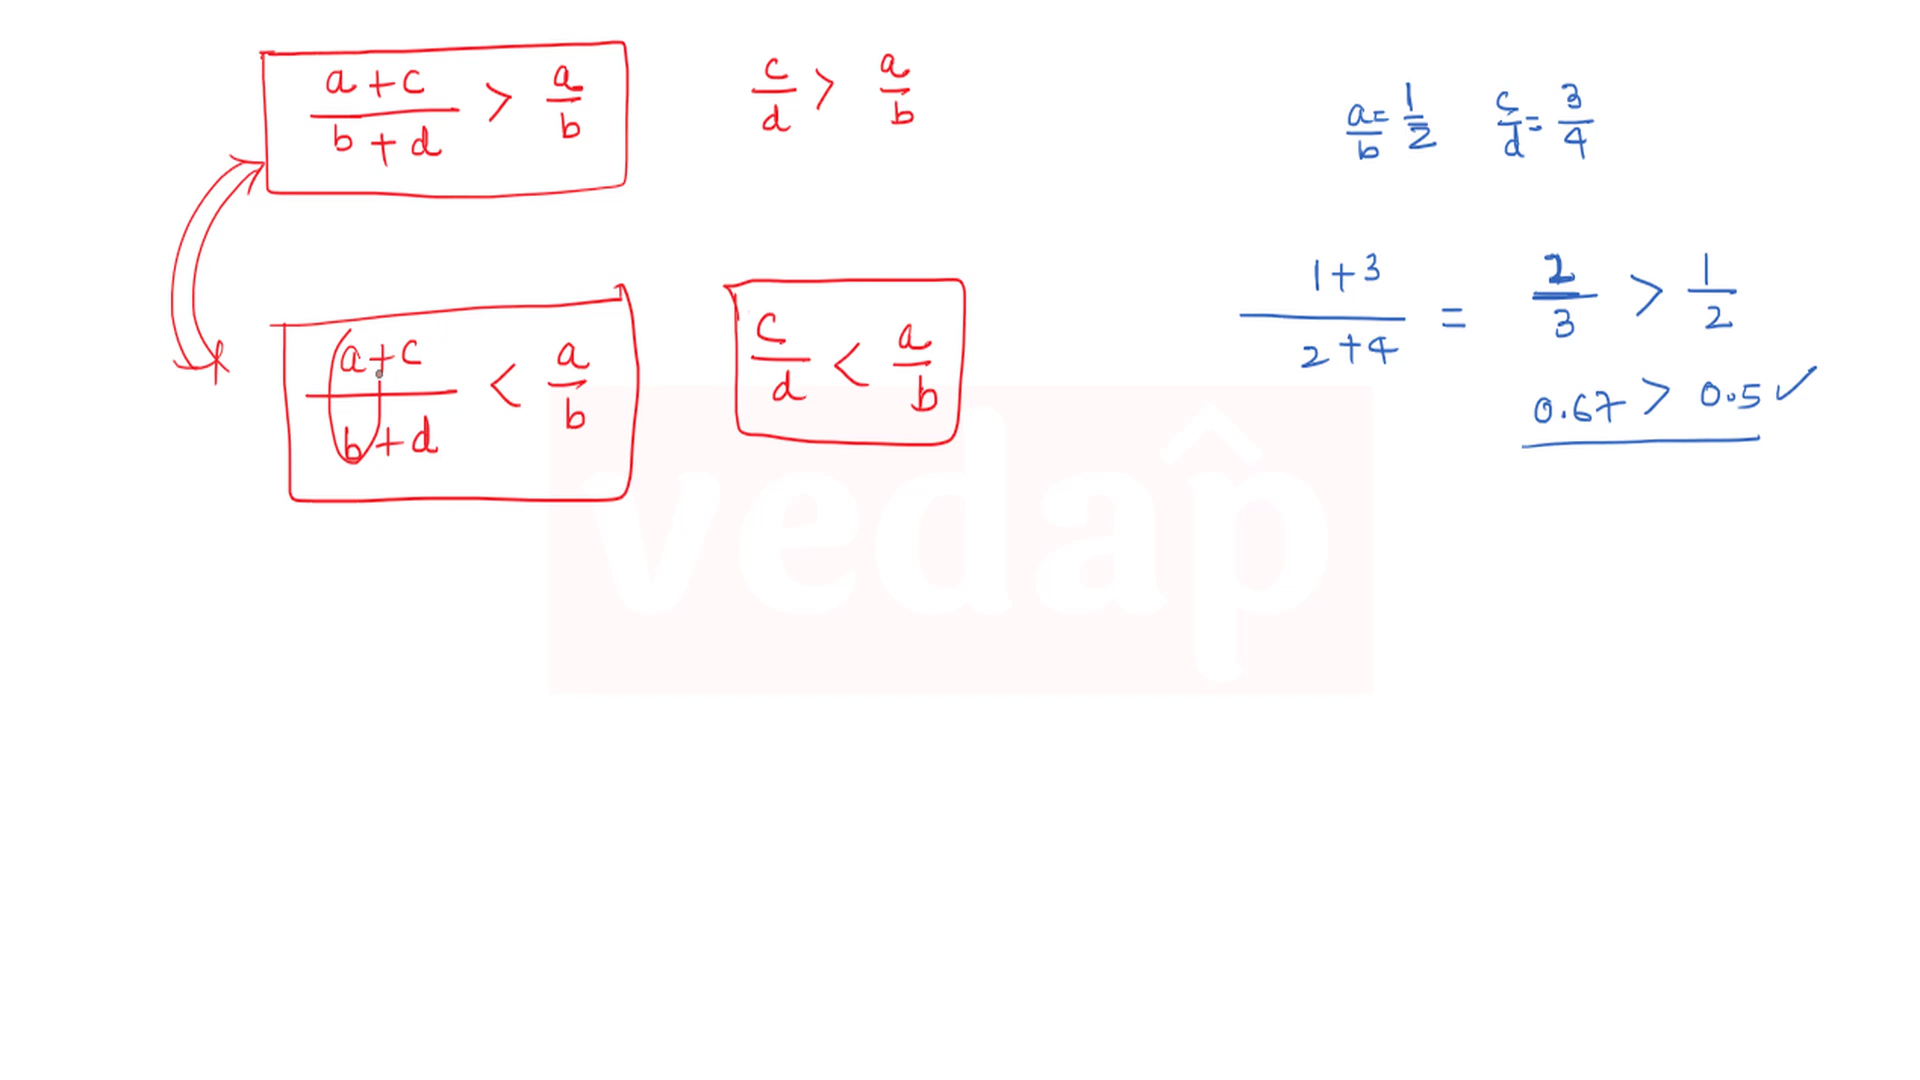 (a+c)/(b+d) > a/b
c/d > a/b
a/b = 1/2
c/d = 3/4
(1+3)/(2+4) = 2/3 > 1/2
(a+c)/(b+d) < a/b
c/d < a/b
0.67 > 0.5 ✓
vedap